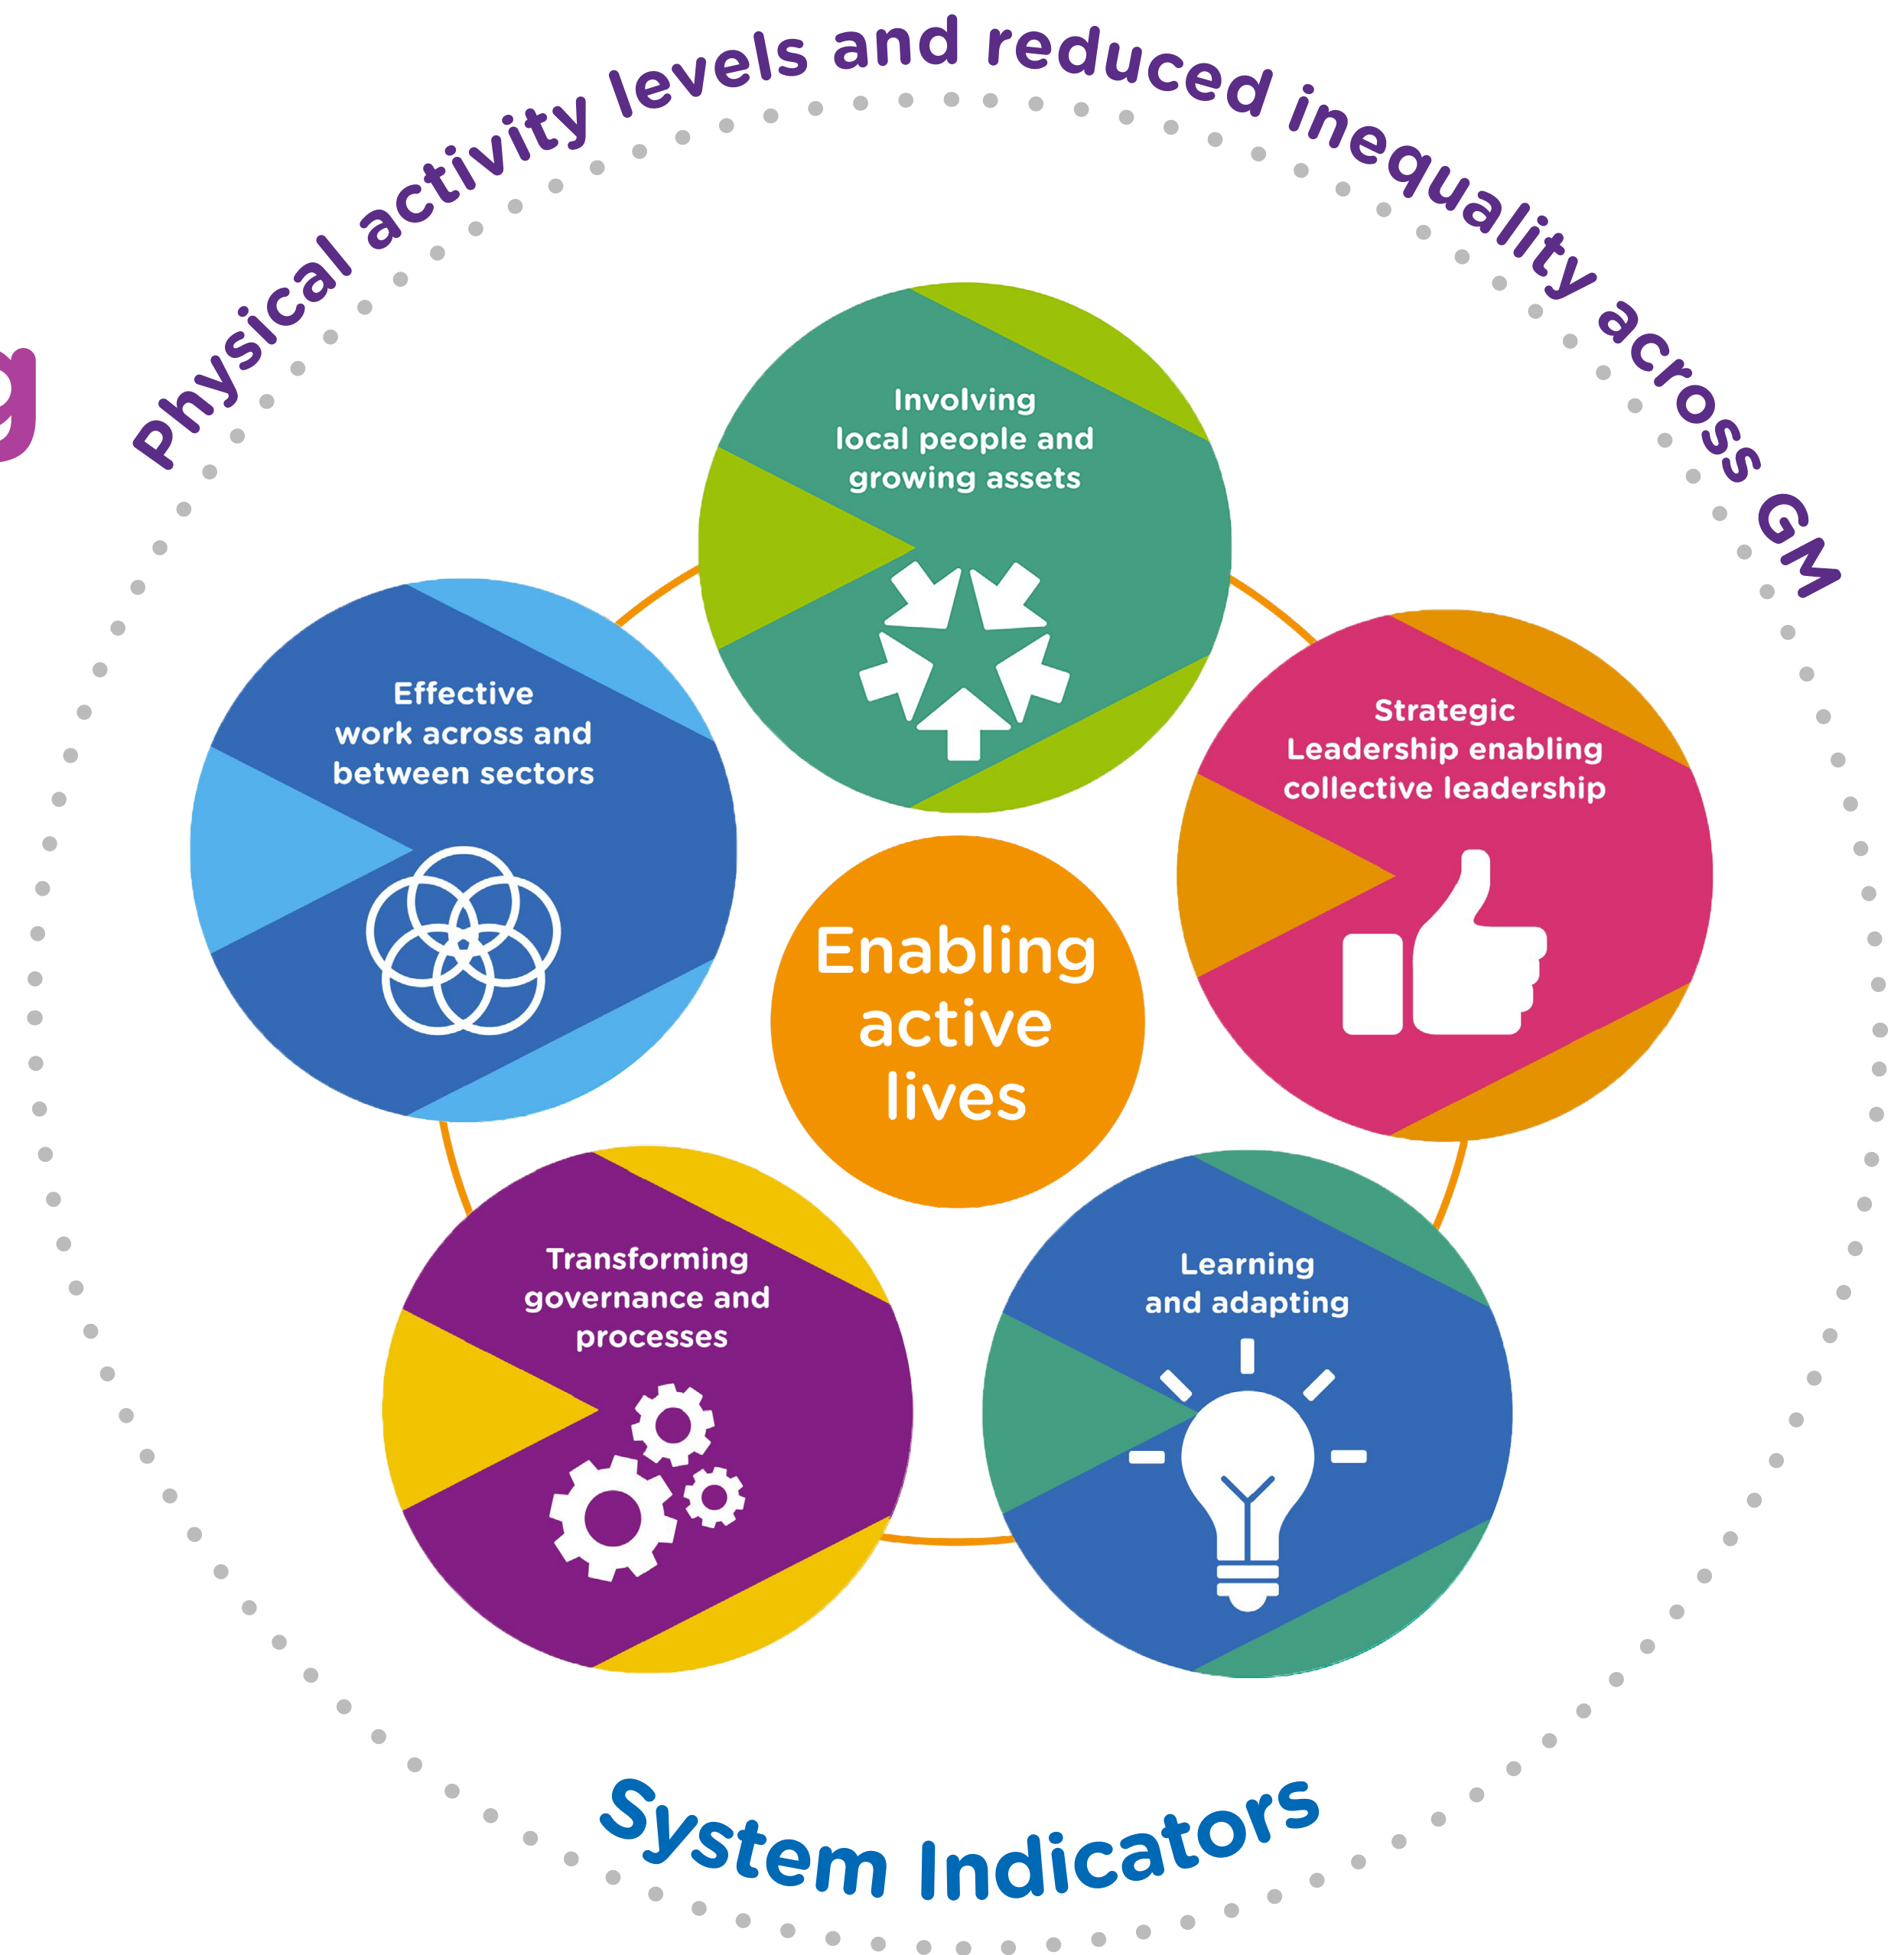 Physical activity levels and reduced inequality across GM
g
Involving
local people and
growing assets
Effective
work across and
between sectors
Strategic
Leadership enabling
collective leadership
Enabling
active
lives
Transforming
governance and
processes
Learning
and adapting
System Indicators